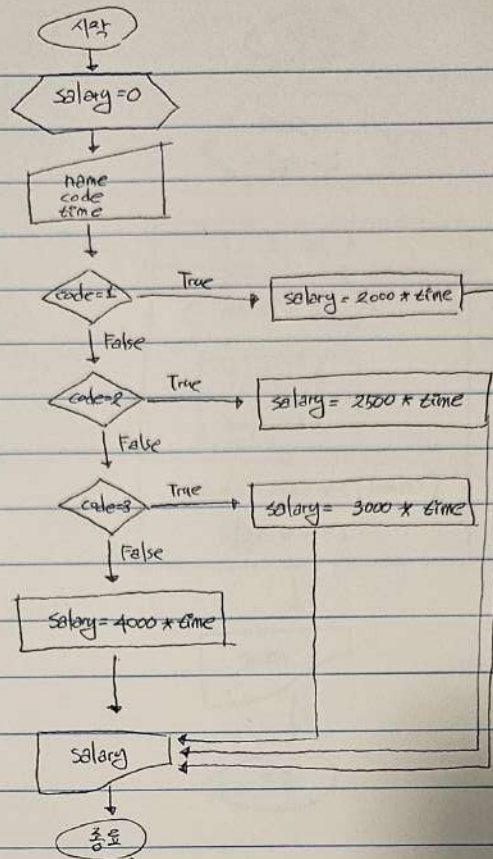 시작
salary=0
name
code
time
code=1
True
salary=2000*time
False
code=2
True
salary= 2500*time
False
code=3
True
salary= 3000*time
False
salary=4000*time
salary
종료